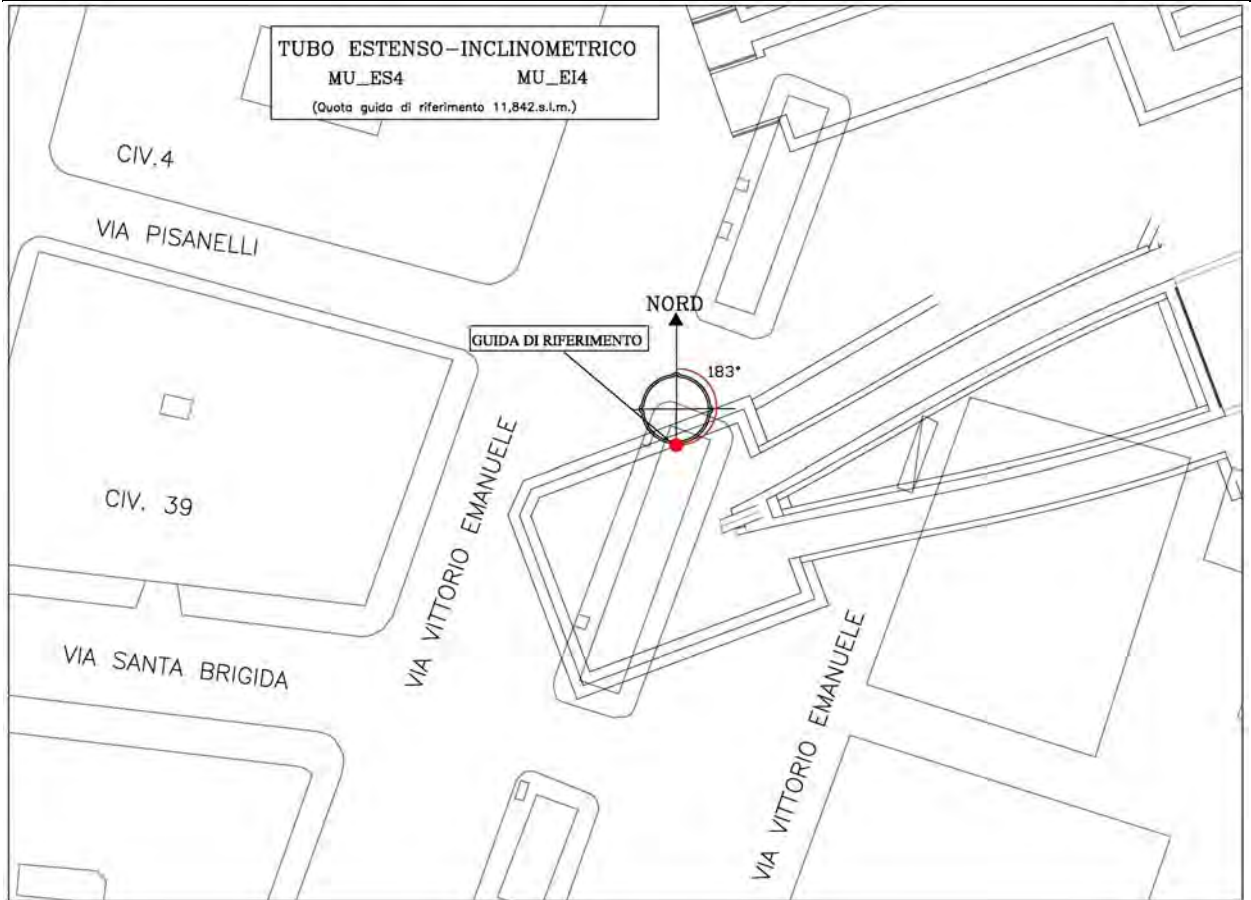 TUBO ESTENSO-INCLINOMETRICO
MU_ES4 MU_EI4
(Quota guida di riferimento 11,842.s.l.m.)
CIV.4
VIA PISANELLI
NORD
GUIDA DI RIFERIMENTO
183°
CIV. 39
VIA VITTORIO EMANUELE
VIA SANTA BRIGIDA
VIA VITTORIO EMANUELE